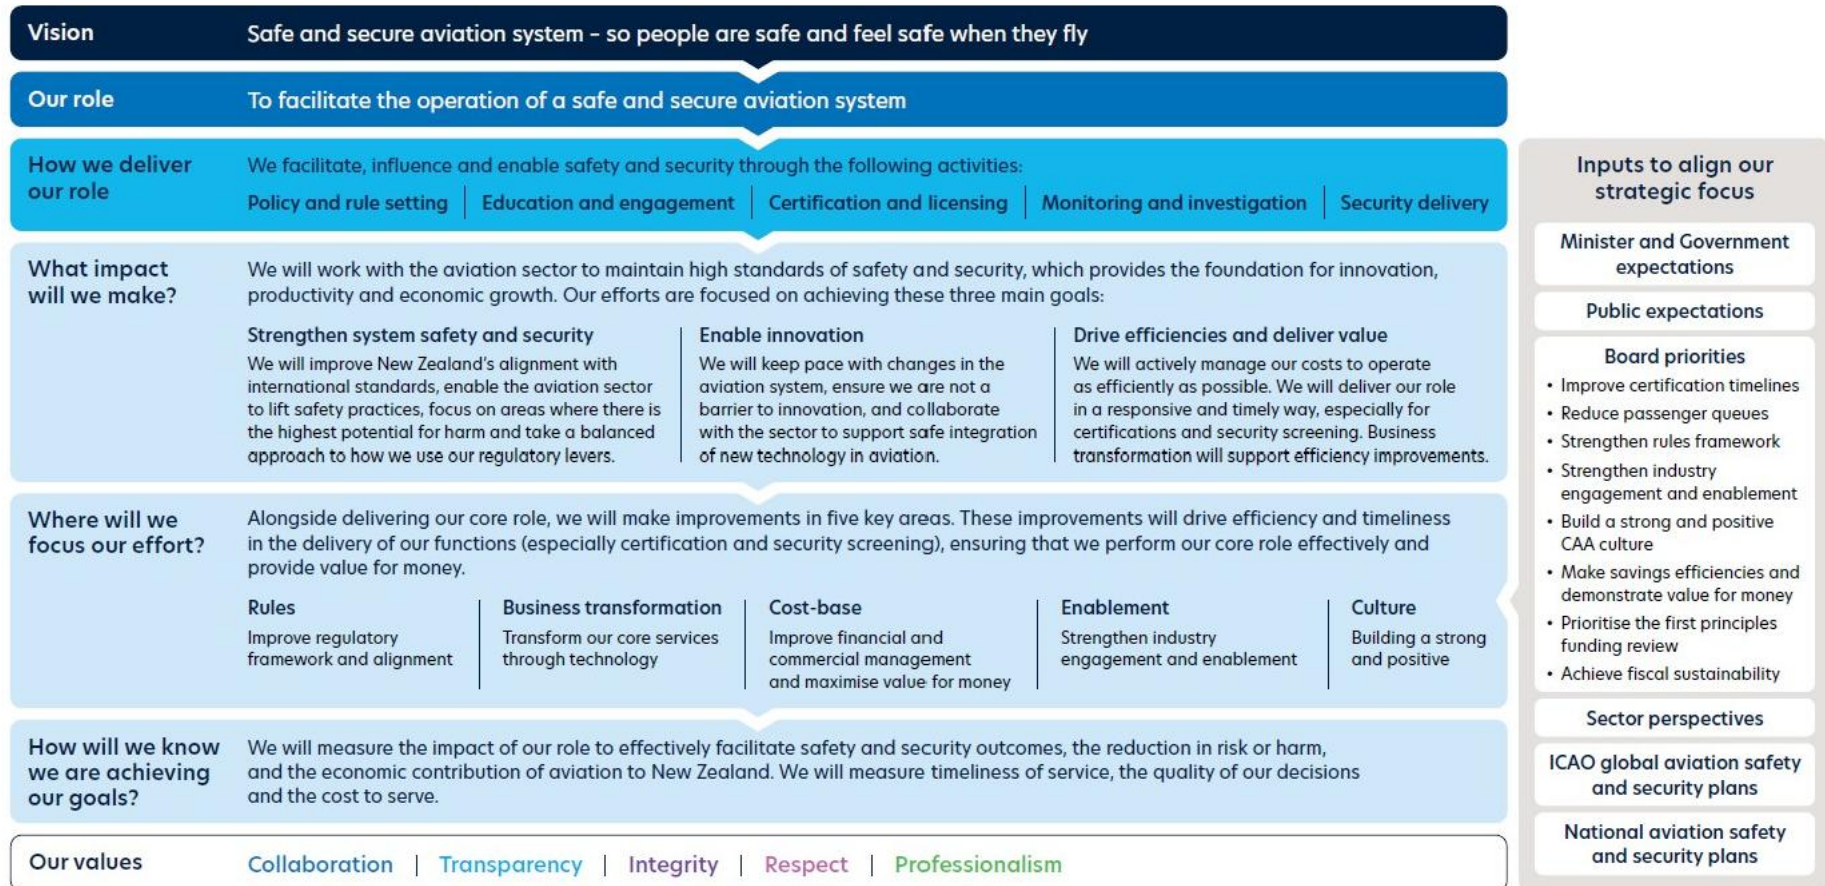 Vision
Safe and secure aviation system – so people are safe and feel safe when they fly
Our role
To facilitate the operation of a safe and secure aviation system
How we deliver
our role
We facilitate, influence and enable safety and security through the following activities:
Policy and rule setting | Education and engagement | Certification and licensing | Monitoring and investigation | Security delivery
What impact
will we make?
We will work with the aviation sector to maintain high standards of safety and security, which provides the foundation for innovation,
productivity and economic growth. Our efforts are focused on achieving these three main goals:
Strengthen system safety and security
We will improve New Zealand's alignment with
international standards, enable the aviation sector
to lift safety practices, focus on areas where there is
the highest potential for harm and take a balanced
approach to how we use our regulatory levers.
Enable innovation
We will keep pace with changes in the
aviation system, ensure we are not a
barrier to innovation, and collaborate
with the sector to support safe integration
of new technology in aviation.
Drive efficiencies and deliver value
We will actively manage our costs to operate
as efficiently as possible. We will deliver our role
in a responsive and timely way, especially for
certifications and security screening. Business
transformation will support efficiency improvements.
Where will we
focus our effort?
Alongside delivering our core role, we will make improvements in five key areas. These improvements will drive efficiency and timeliness
in the delivery of our functions (especially certification and security screening), ensuring that we perform our core role effectively and
provide value for money.
Rules
Improve regulatory
framework and alignment
Business transformation
Transform our core services
through technology
Cost-base
Improve financial and
commercial management
and maximise value for money
Enablement
Strengthen industry
engagement and enablement
Culture
Building a strong
and positive
How will we know
we are achieving
our goals?
We will measure the impact of our role to effectively facilitate safety and security outcomes, the reduction in risk or harm,
and the economic contribution of aviation to New Zealand. We will measure timeliness of service, the quality of our decisions
and the cost to serve.
Our values
Collaboration | Transparency | Integrity | Respect | Professionalism
Inputs to align our
strategic focus
Minister and Government
expectations
Public expectations
Board priorities
• Improve certification timelines
• Reduce passenger queues
• Strengthen rules framework
• Strengthen industry
engagement and enablement
• Build a strong and positive
CAA culture
• Make savings efficiencies and
demonstrate value for money
• Prioritise the first principles
funding review
• Achieve fiscal sustainability
Sector perspectives
ICAO global aviation safety
and security plans
National aviation safety
and security plans